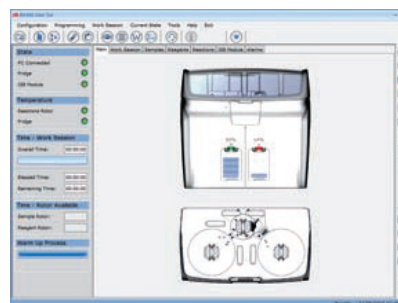 Configuration Programming Work Session Current State Tools Help Exit
Main Work Session Samples Reagents Reactions ISE Module Alarms
State
PC Connected
Fridge
ISE Module
Temperature
Reactions Rotor
Fridge
Time - Work Session
Overall Time: 00:00:00
Elapsed Time: 00:00:00
Remaining Time: 00:00:00
Time - Rotor Available
Sample Rotor:
Reagent Rotor:
Warm Up Process